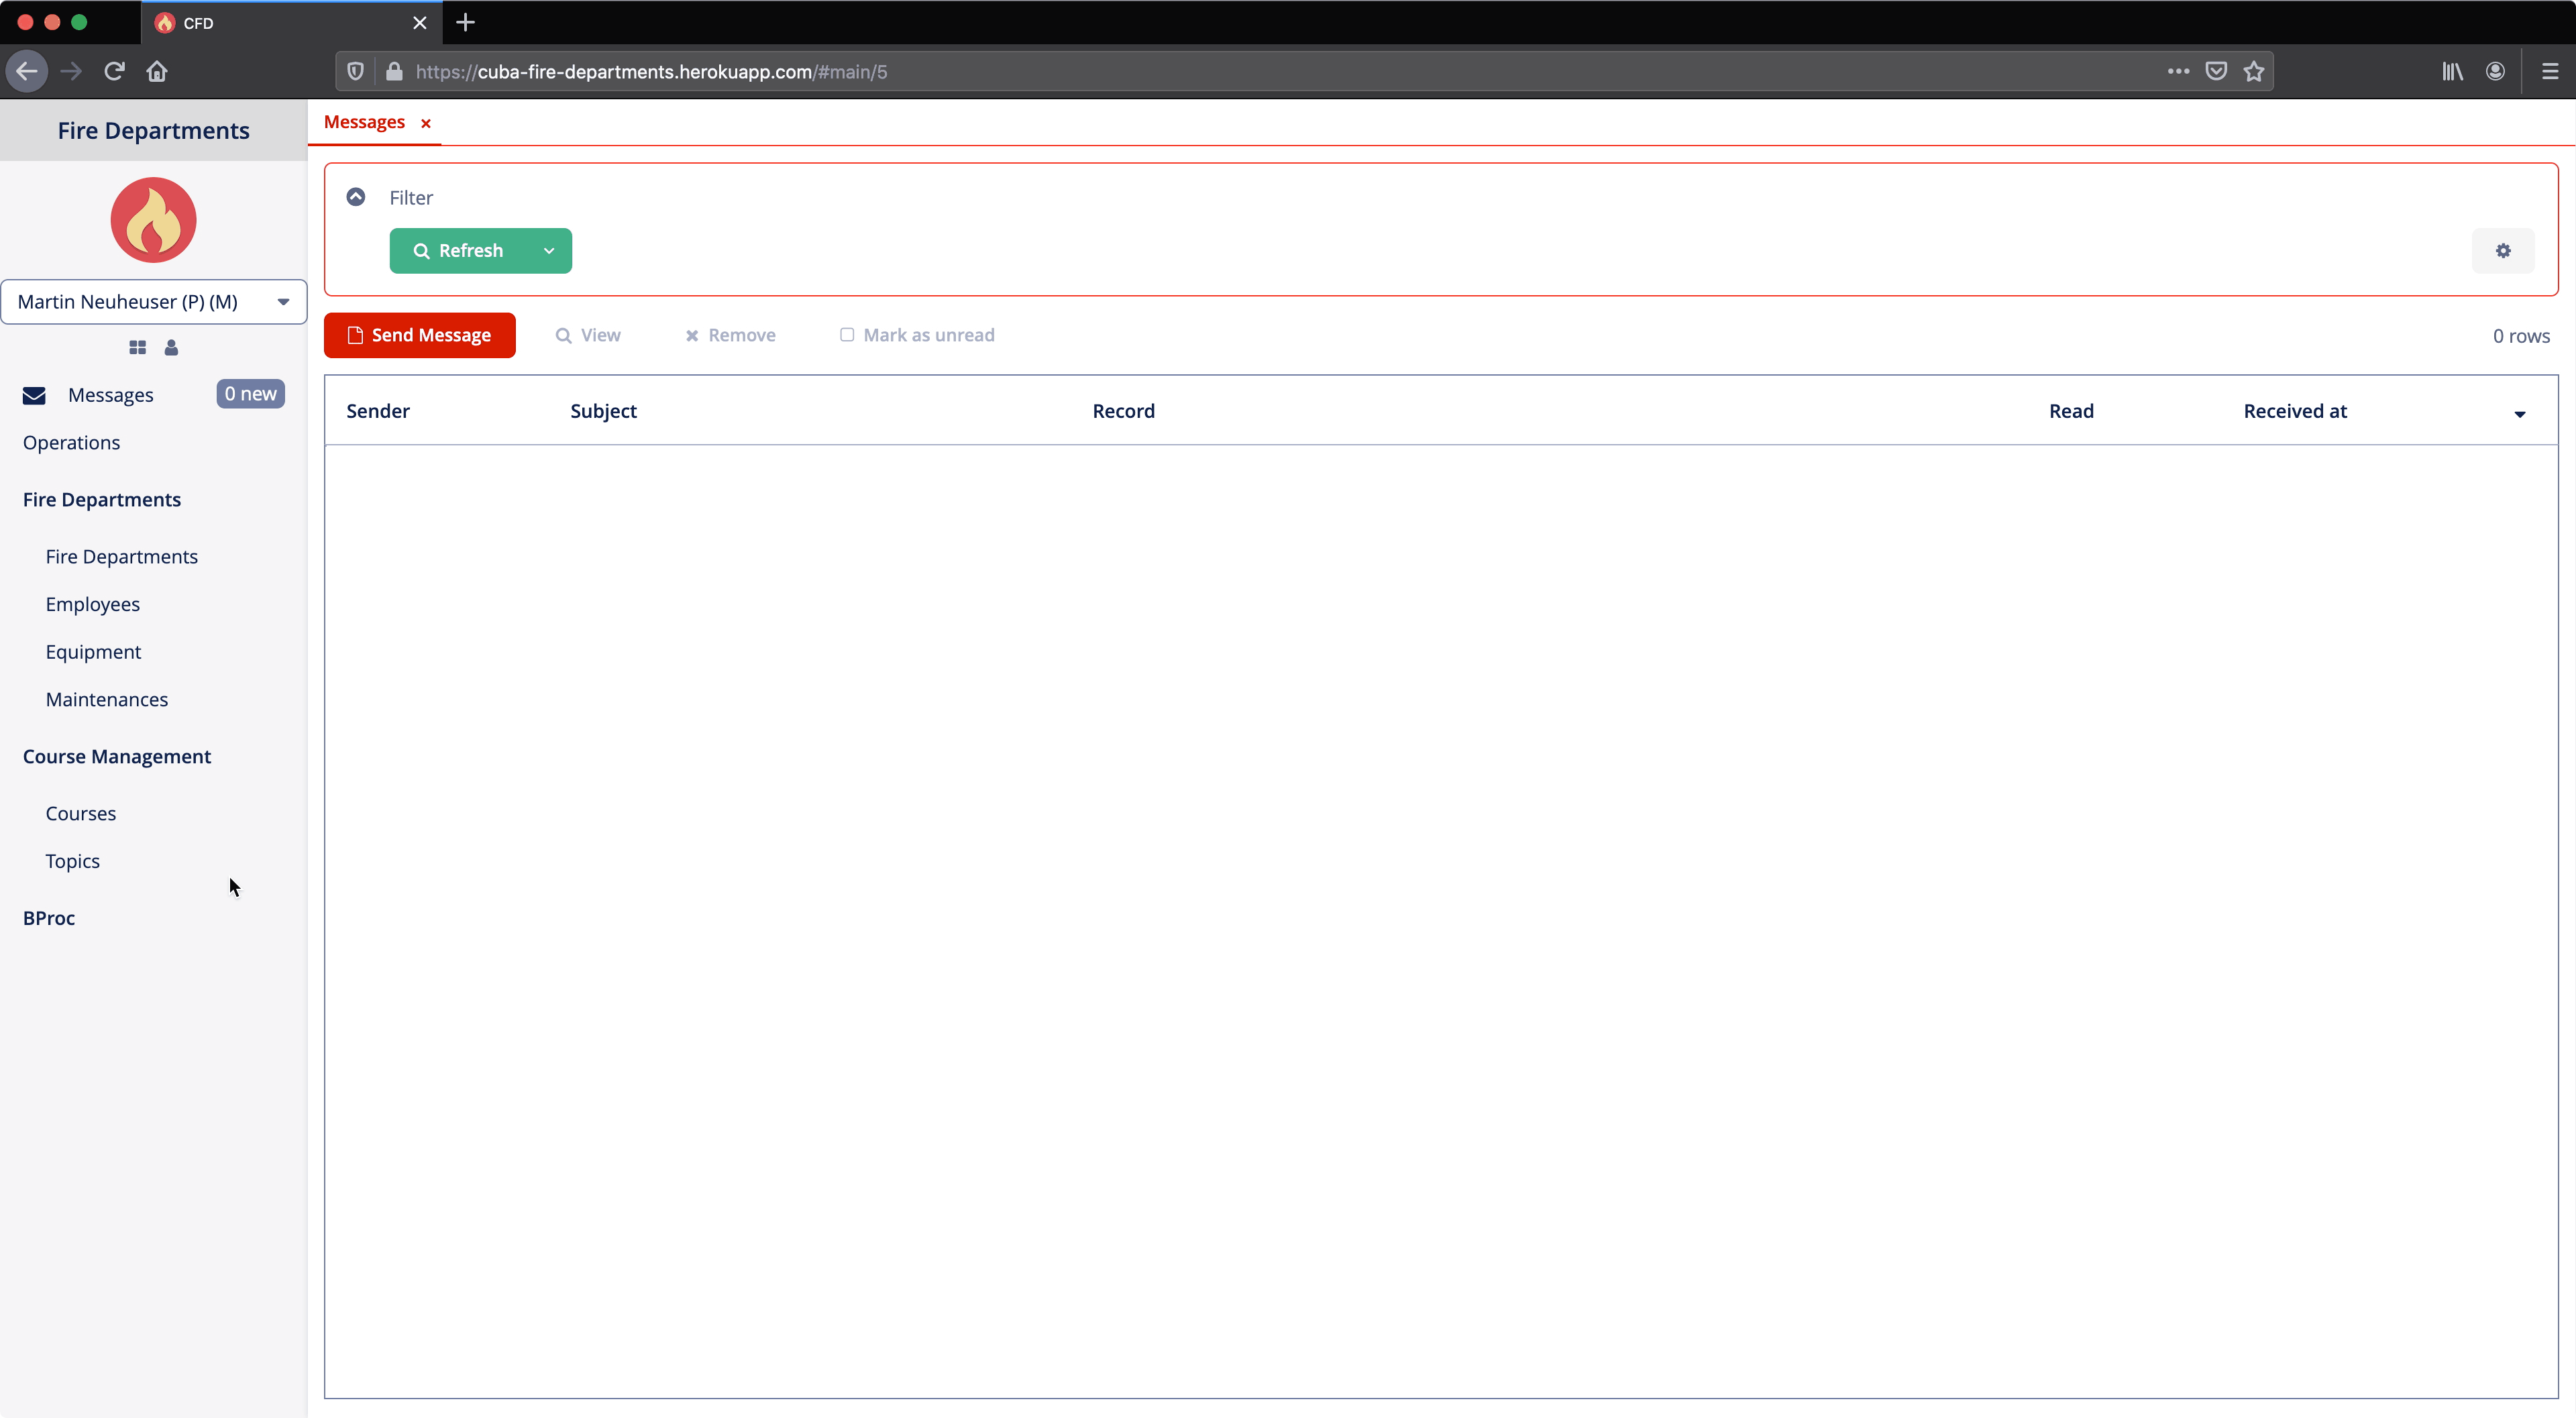 CFD
https://cuba-fire-departments.herokuapp.com/#main/5
Fire Departments
Martin Neuheuser (P) (M)
Messages 0 new
Operations
Fire Departments
Fire Departments
Employees
Equipment
Maintenances
Course Management
Courses
Topics
BProc
Messages
Filter
Refresh
Send Message View Remove Mark as unread 0 rows
Sender Subject Record Read Received at